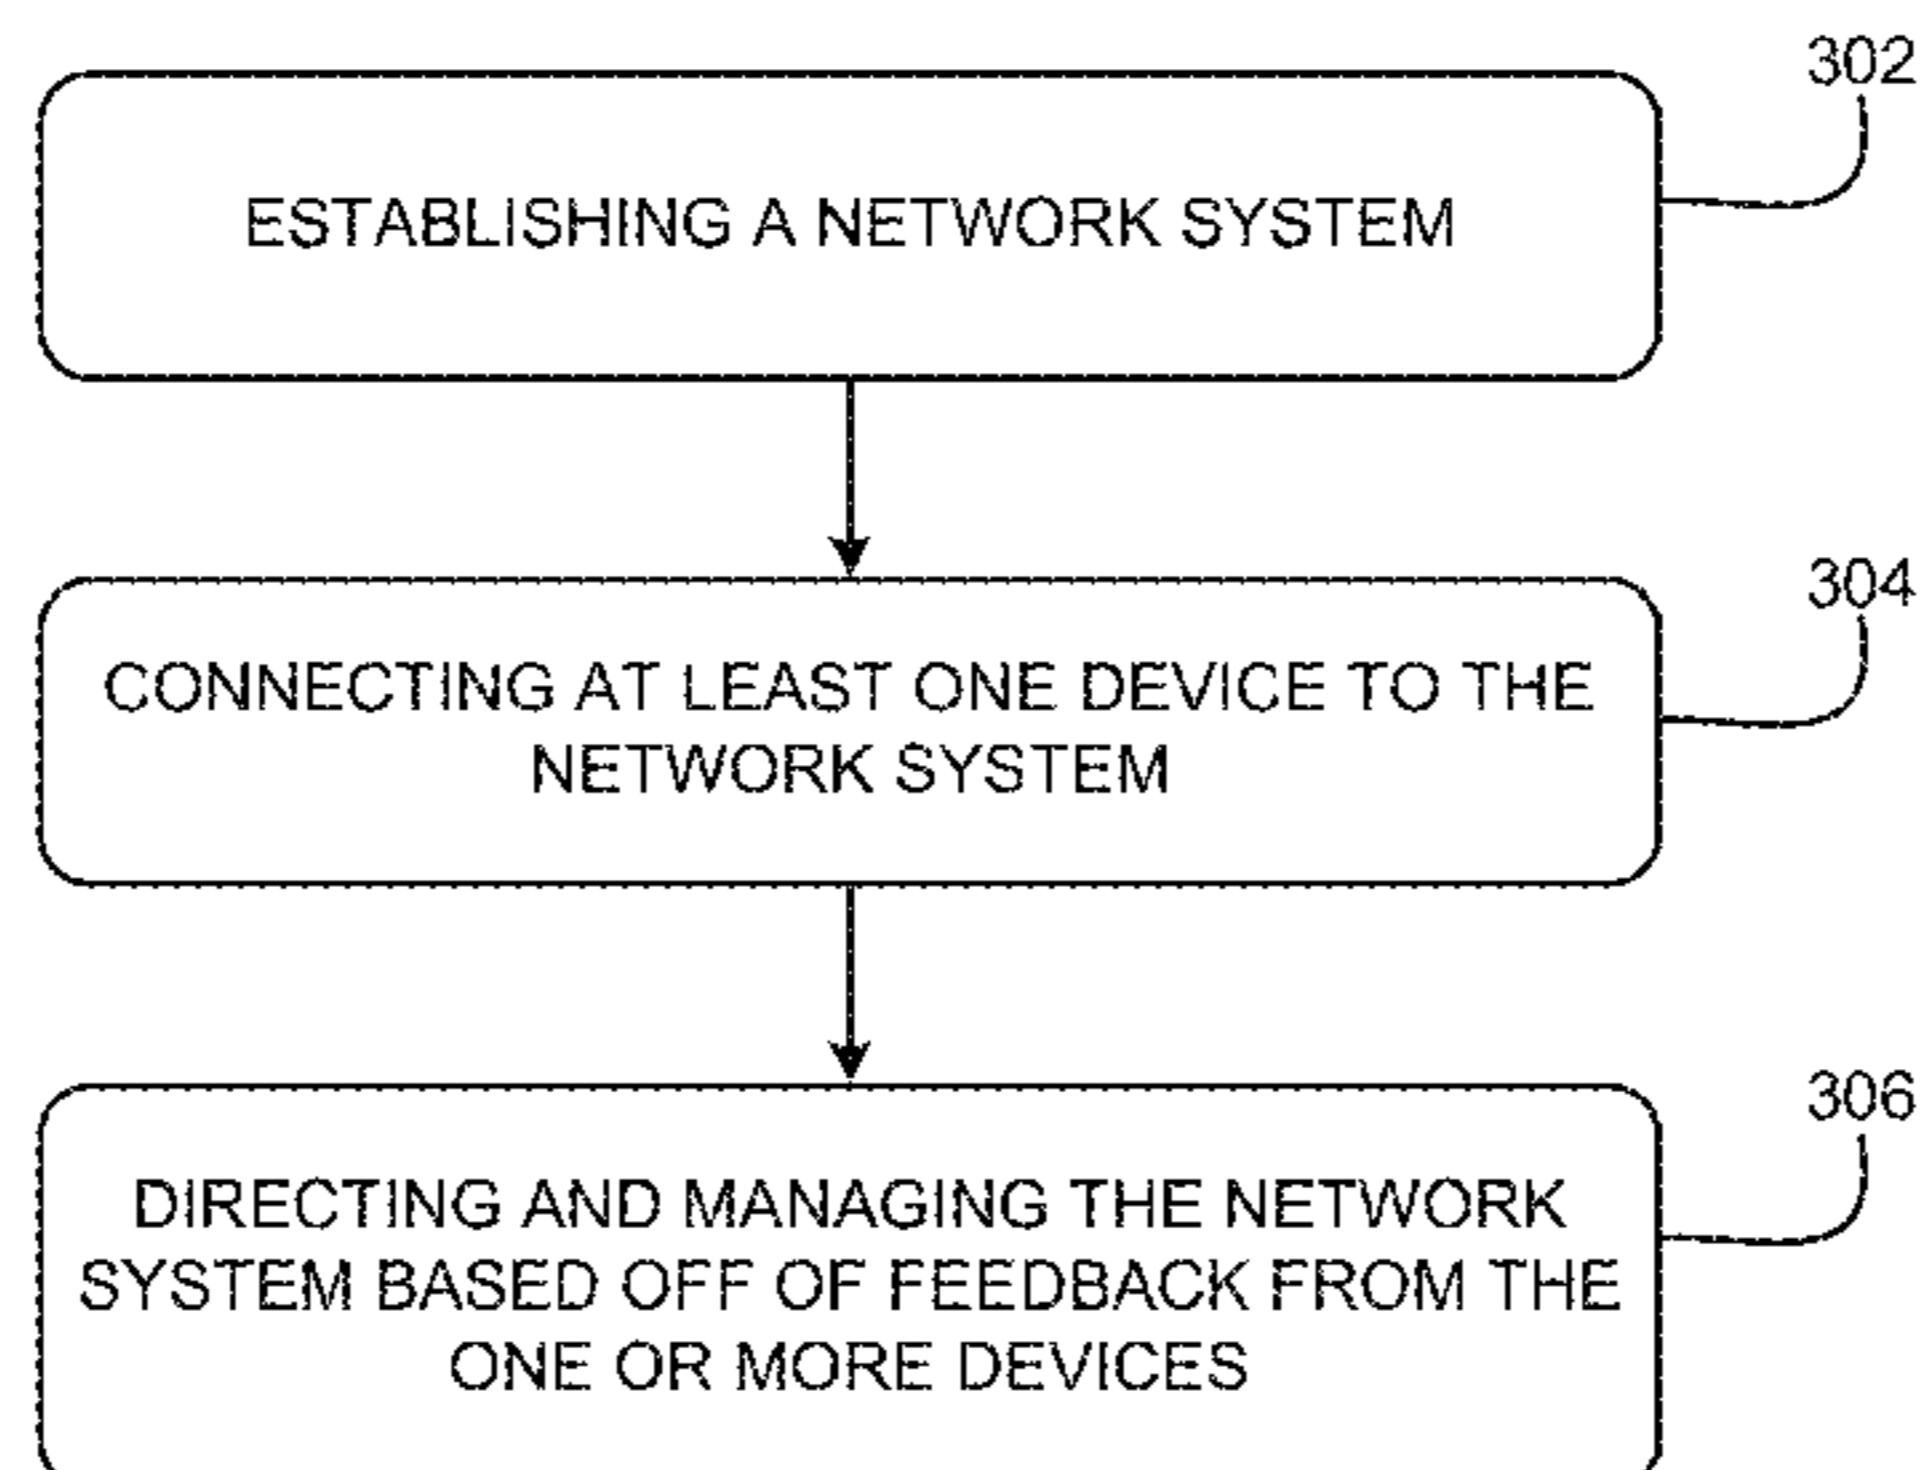 302
ESTABLISHING A NETWORK SYSTEM
304
CONNECTING AT LEAST ONE DEVICE TO THE
NETWORK SYSTEM
306
DIRECTING AND MANAGING THE NETWORK
SYSTEM BASED OFF OF FEEDBACK FROM THE
ONE OR MORE DEVICES